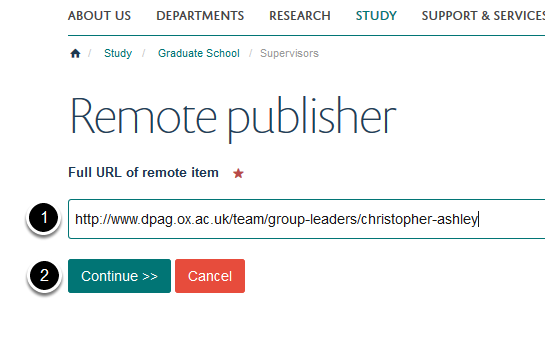 ABOUT US DEPARTMENTS RESEARCH STUDY SUPPORT & SERVICES
/ Study / Graduate School / Supervisors
Remote publisher
Full URL of remote item ★
1 http://www.dpag.ox.ac.uk/team/group-leaders/christopher-ashley
2 Continue >> Cancel